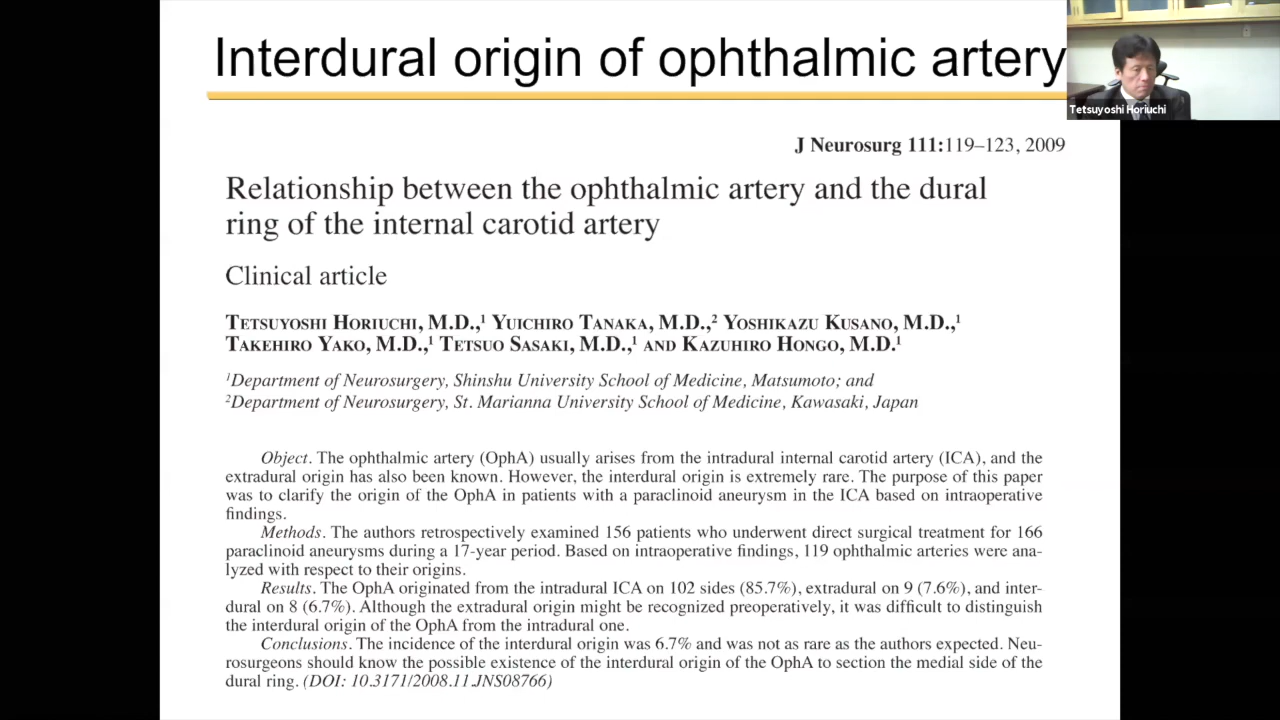 Interdural origin of ophthalmic artery
Tetsuyoshi Horiuchi
J Neurosurg 111:119–123, 2009
Relationship between the ophthalmic artery and the dural
ring of the internal carotid artery
Clinical article
Tetsuyoshi Horiuchi, M.D.,1 Yuichiro Tanaka, M.D.,2 Yoshikazu Kusano, M.D.,1
Takehiro Yako, M.D.,1 Tetsuo Sasaki, M.D.,1 and Kazuhiro Hongo, M.D.1
1Department of Neurosurgery, Shinshu University School of Medicine, Matsumoto; and
2Department of Neurosurgery, St. Marianna University School of Medicine, Kawasaki, Japan
Object. The ophthalmic artery (OphA) usually arises from the intradural internal carotid artery (ICA), and the
extradural origin has also been known. However, the interdural origin is extremely rare. The purpose of this paper
was to clarify the origin of the OphA in patients with a paraclinoid aneurysm in the ICA based on intraoperative
findings.
Methods. The authors retrospectively examined 156 patients who underwent direct surgical treatment for 166
paraclinoid aneurysms during a 17-year period. Based on intraoperative findings, 119 ophthalmic arteries were ana-
lyzed with respect to their origins.
Results. The OphA originated from the intradural ICA on 102 sides (85.7%), extradural on 9 (7.6%), and inter-
dural on 8 (6.7%). Although the extradural origin might be recognized preoperatively, it was difficult to distinguish
the interdural origin of the OphA from the intradural one.
Conclusions. The incidence of the interdural origin was 6.7% and was not as rare as the authors expected. Neu-
rosurgeons should know the possible existence of the interdural origin of the OphA to section the medial side of the
dural ring. (DOI: 10.3171/2008.11.JNS08766)